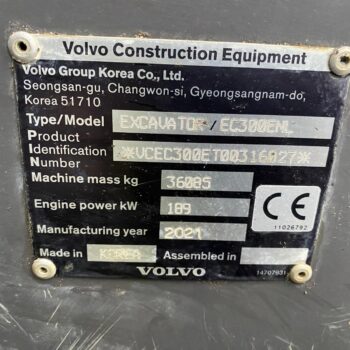 Volvo Construction Equipment
Volvo Group Korea Co., Ltd.
Seongsan-gu, Changwon-si, Gyeongsangnam-do,
Korea 51710
Type/Model EXCAVATOR / EC300ENL
Product
Identification *VCEC300ET00316027*
Number
Machine mass kg 36085
Engine power kW 189
Manufacturing year 2021
CE
11026792
Made in KOREA Assembled in
VOLVO